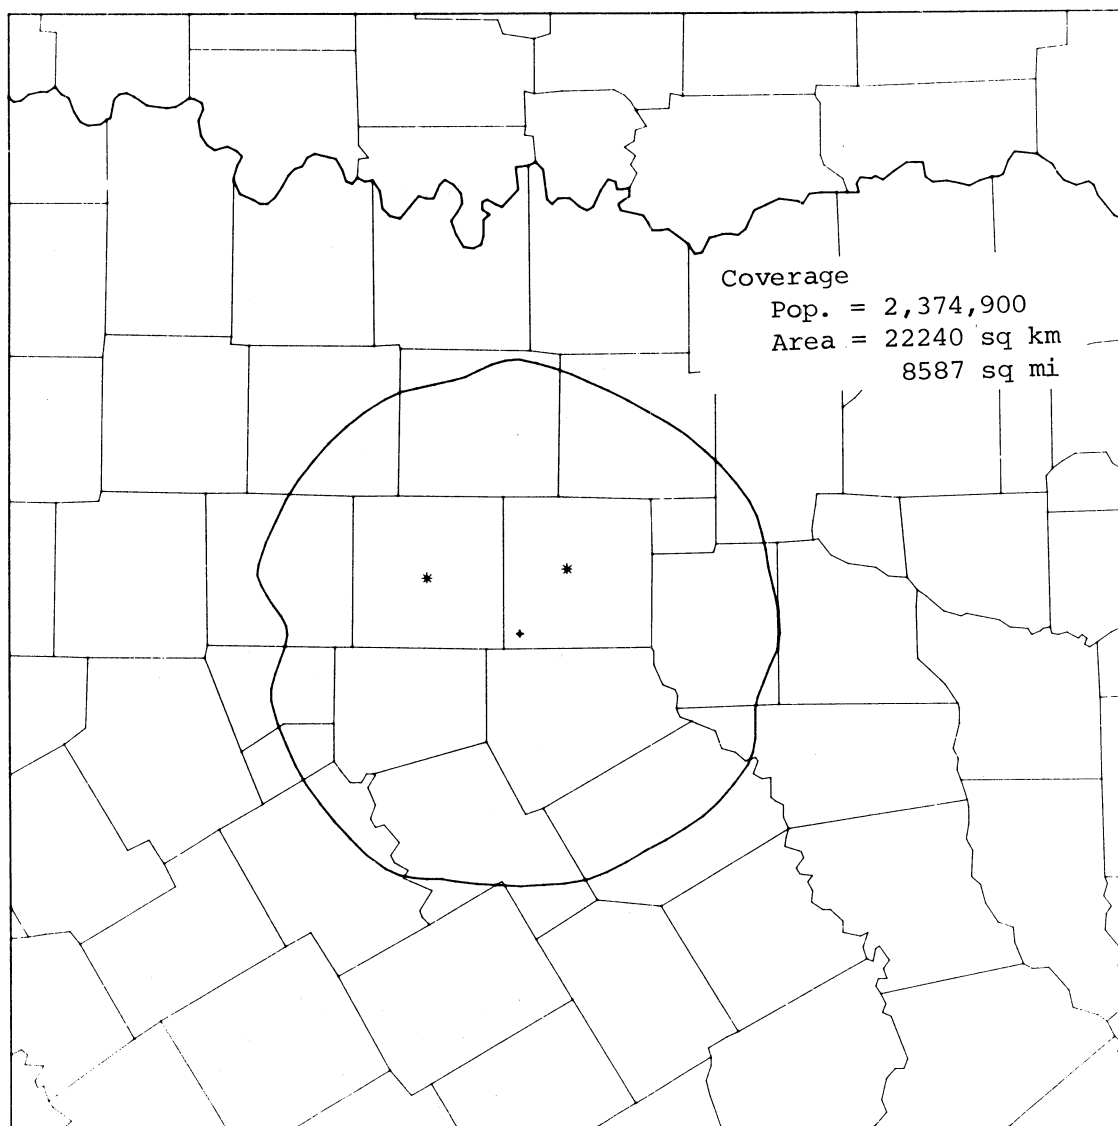 Coverage
Pop. = 2,374,900
Area = 22240 sq km
8587 sq mi